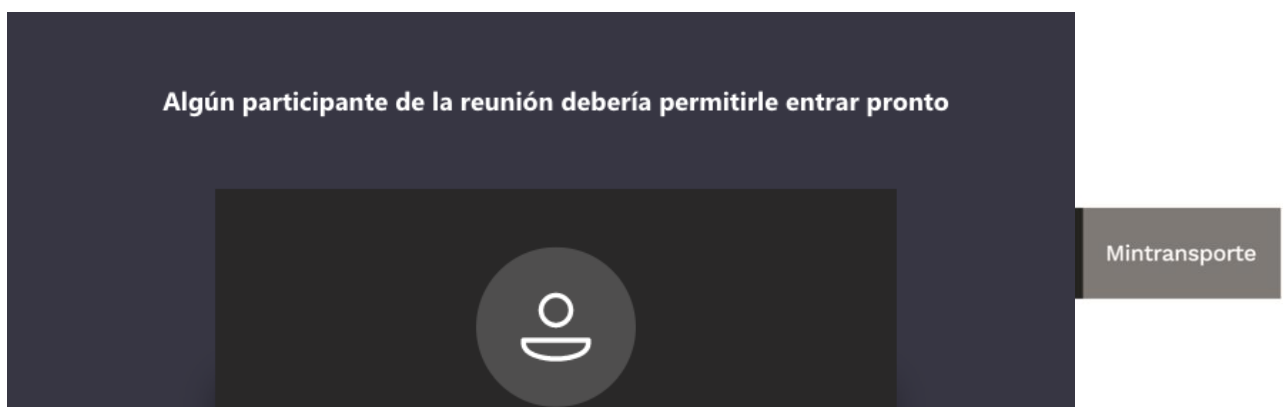 Algún participante de la reunión debería permitirle entrar pronto
Mintransporte